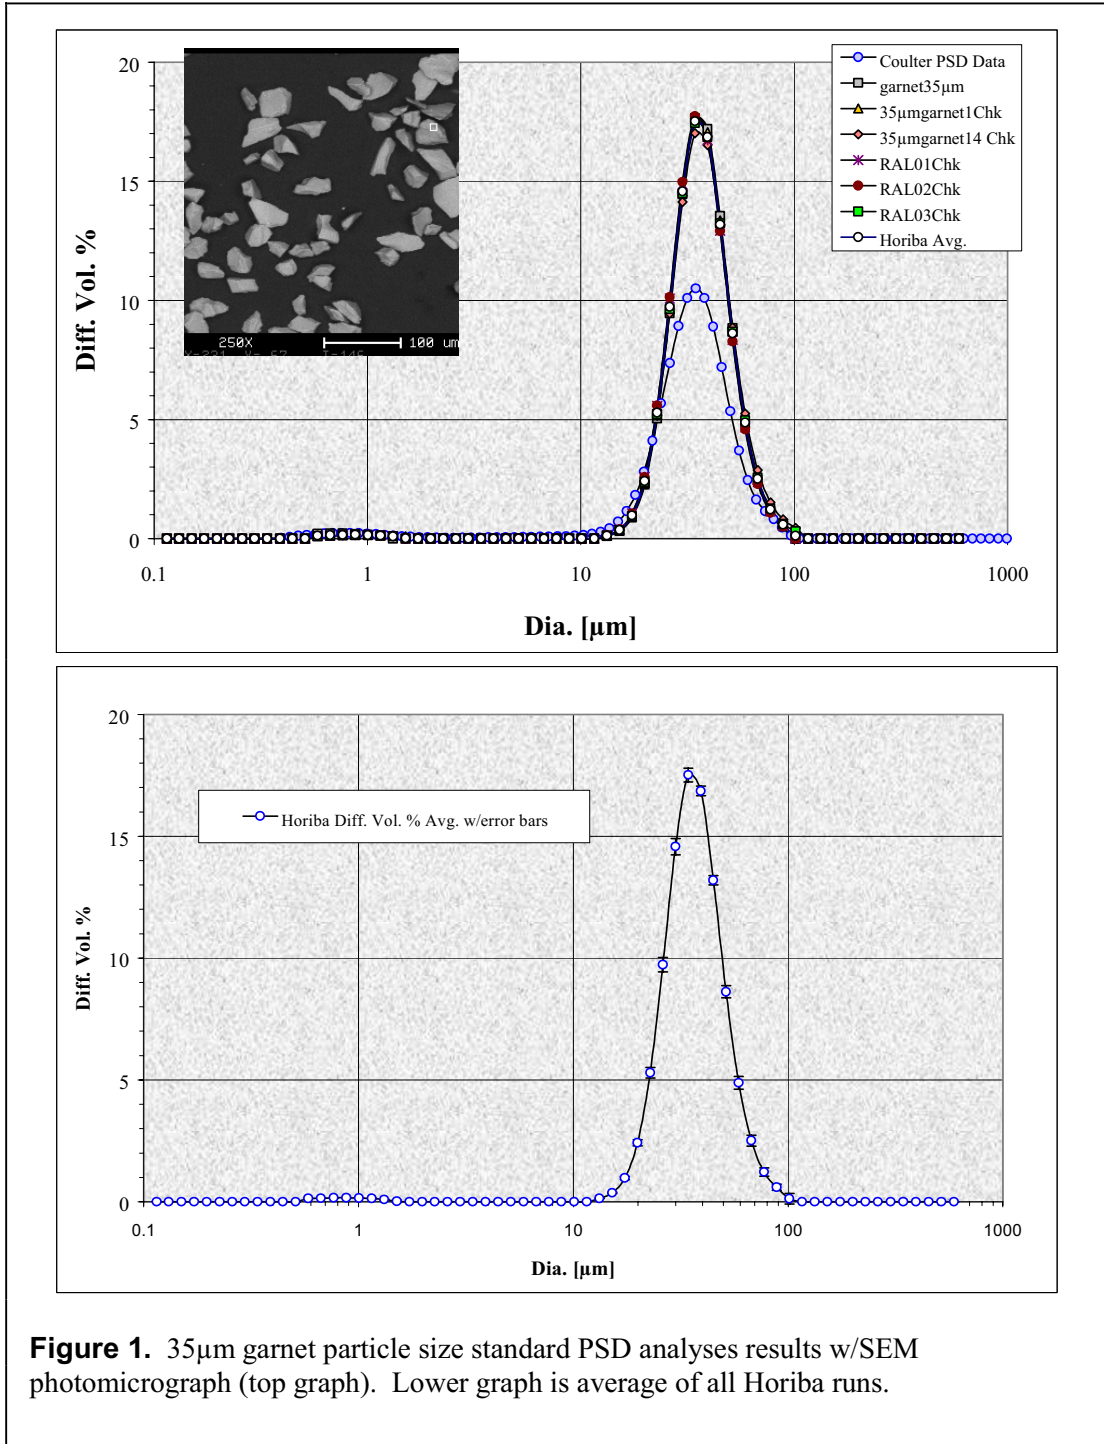 20
15
10
5
0
Diff. Vol. %
0.1
1
10
100
1000
Dia. [µm]
250X
100 um
Coulter PSD Data
garnet35µm
35µmgarnet1Chk
35µmgarnet14 Chk
RAL01Chk
RAL02Chk
RAL03Chk
Horiba Avg.
20
15
10
5
0
Diff. Vol. %
Horiba Diff. Vol. % Avg. w/error bars
0.1
1
10
100
1000
Dia. [µm]
Figure 1. 35µm garnet particle size standard PSD analyses results w/SEM
photomicrograph (top graph). Lower graph is average of all Horiba runs.